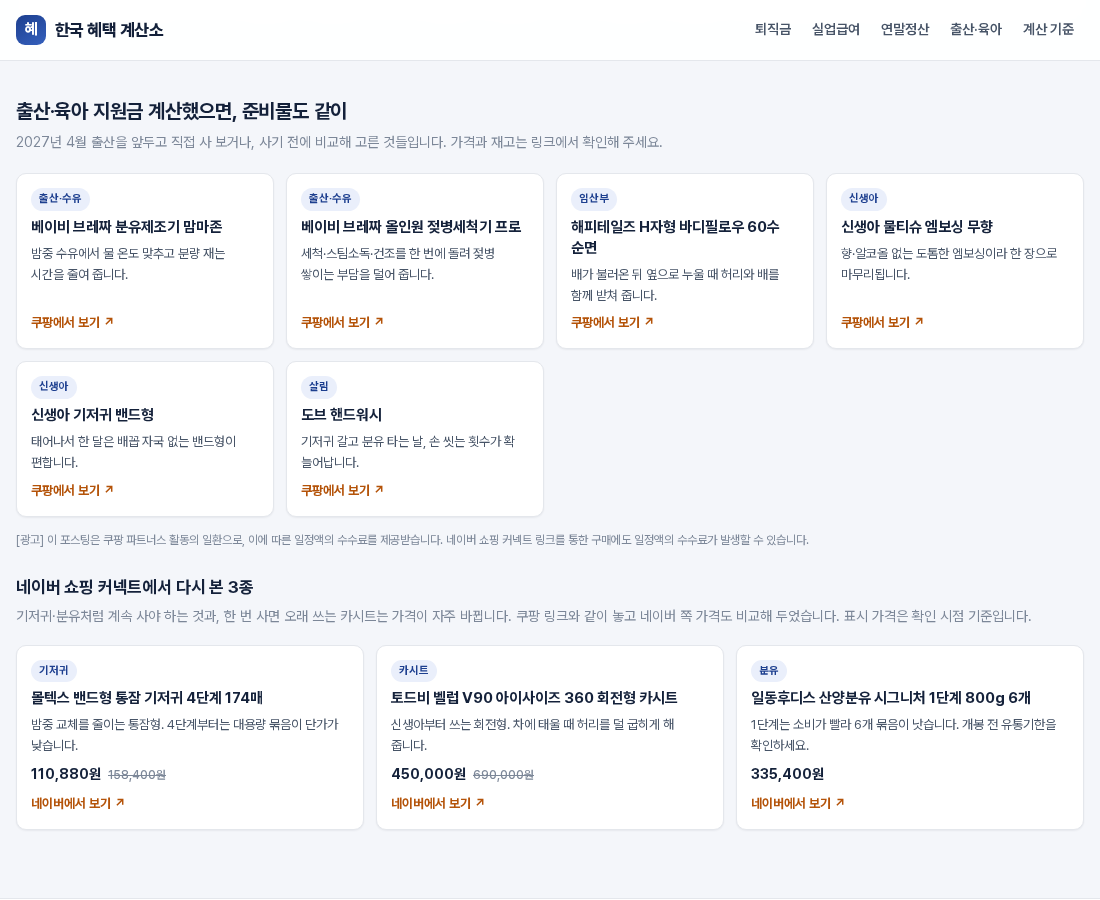 혜 한국 혜택 계산소
퇴직금 실업급여 연말정산 출산·육아 계산 기준
출산·육아 지원금 계산했으면, 준비물도 같이
2027년 4월 출산을 앞두고 직접 사 보거나, 사기 전에 비교해 고른 것들입니다. 가격과 재고는 링크에서 확인해 주세요.
출산·수유
베이비 브레짜 분유제조기 맘마존
밤중 수유에서 물 온도 맞추고 분량 재는
시간을 줄여 줍니다.
쿠팡에서 보기 ↗
출산·수유
베이비 브레짜 올인원 젖병세척기 프로
세척·스팀소독·건조를 한 번에 돌려 젖병
쌓이는 부담을 덜어 줍니다.
쿠팡에서 보기 ↗
임산부
해피테일즈 H자형 바디필로우 60수
순면
배가 불러온 뒤 옆으로 누울 때 허리와 배를
함께 받쳐 줍니다.
쿠팡에서 보기 ↗
신생아
신생아 물티슈 엠보싱 무향
향·알코올 없는 도톰한 엠보싱이라 한 장으로
마무리됩니다.
쿠팡에서 보기 ↗
신생아
신생아 기저귀 밴드형
태어나서 한 달은 배꼽 자국 없는 밴드형이
편합니다.
쿠팡에서 보기 ↗
살림
도브 핸드워시
기저귀 갈고 분유 타는 날, 손 씻는 횟수가 확
늘어납니다.
쿠팡에서 보기 ↗
[광고] 이 포스팅은 쿠팡 파트너스 활동의 일환으로, 이에 따른 일정액의 수수료를 제공받습니다. 네이버 쇼핑 커넥트 링크를 통한 구매에도 일정액의 수수료가 발생할 수 있습니다.
네이버 쇼핑 커넥트에서 다시 본 3종
기저귀·분유처럼 계속 사야 하는 것과, 한 번 사면 오래 쓰는 카시트는 가격이 자주 바뀝니다. 쿠팡 링크와 같이 놓고 네이버 쪽 가격도 비교해 두었습니다. 표시 가격은 확인 시점 기준입니다.
기저귀
몰텍스 밴드형 통잠 기저귀 4단계 174매
밤중 교체를 줄이는 통잠형. 4단계부터는 대용량 묶음이 단가가
낮습니다.
110,880원 158,400원
네이버에서 보기 ↗
카시트
토드비 벨럽 V90 아이사이즈 360 회전형 카시트
신생아부터 쓰는 회전형. 차에 태울 때 허리를 덜 굽히게 해
줍니다.
450,000원 690,000원
네이버에서 보기 ↗
분유
일동후디스 산양분유 시그니처 1단계 800g 6개
1단계는 소비가 빨라 6개 묶음이 낫습니다. 개봉 전 유통기한을
확인하세요.
335,400원
네이버에서 보기 ↗